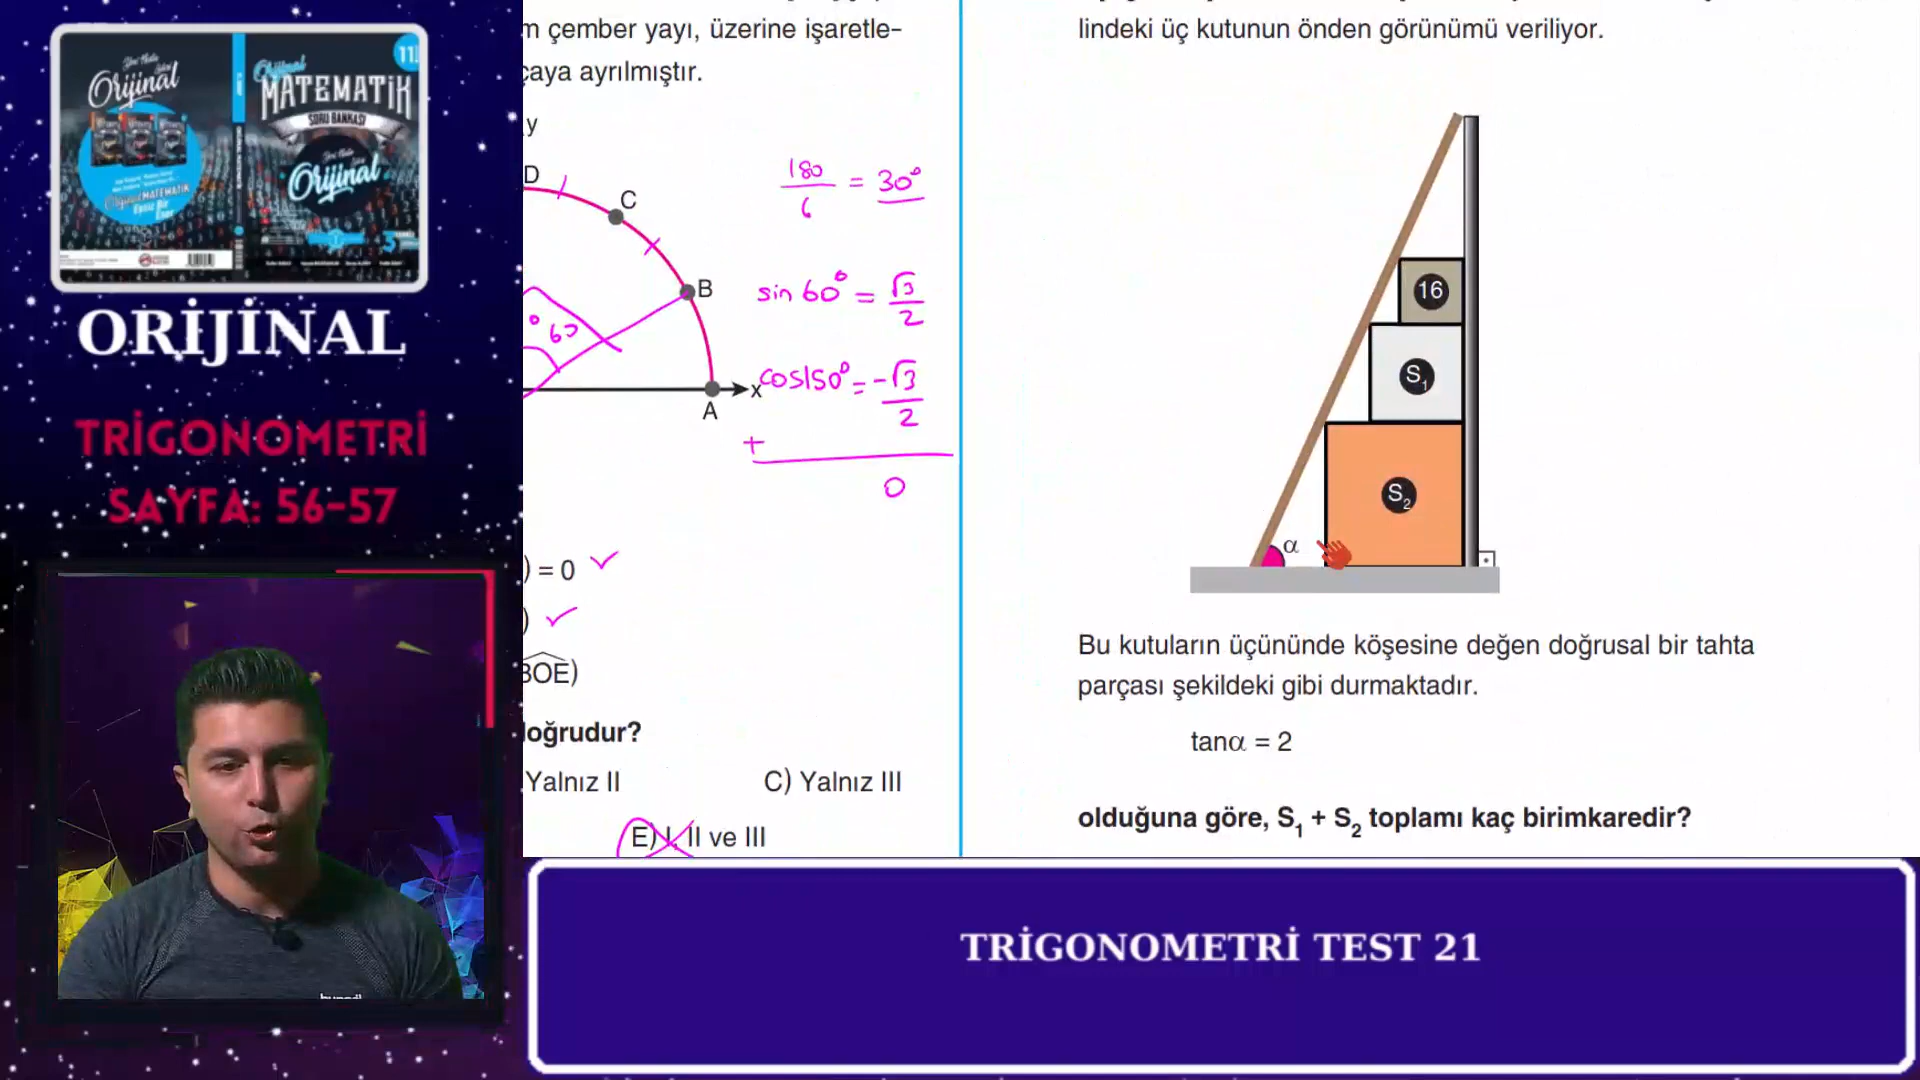 Yeni Nesle Işılan
Orijinal
Orijinal
11.
MATEMATİK
SORU BANKASI
Orijinal
ORİJİNAL
TRİGONOMETRİ
SAYFA: 56-57
m çember yayı, üzerine işaretle-
çaya ayrılmıştır.
y
D
C
B
A
x
° 60
180/6 = 30°
sin 60° = √3/2
cos150° = -√3/2
+
0
) = 0 ✓
) ✓
BOE)
doğrudur?
Yalnız II
C) Yalnız III
E) I, II ve III
lindeki üç kutunun önden görünümü veriliyor.
16
S₁
S₂
α
Bu kutuların üçününde köşesine değen doğrusal bir tahta
parçası şekildeki gibi durmaktadır.
tanα = 2
olduğuna göre, S₁ + S₂ toplamı kaç birimkaredir?
TRİGONOMETRİ TEST 21